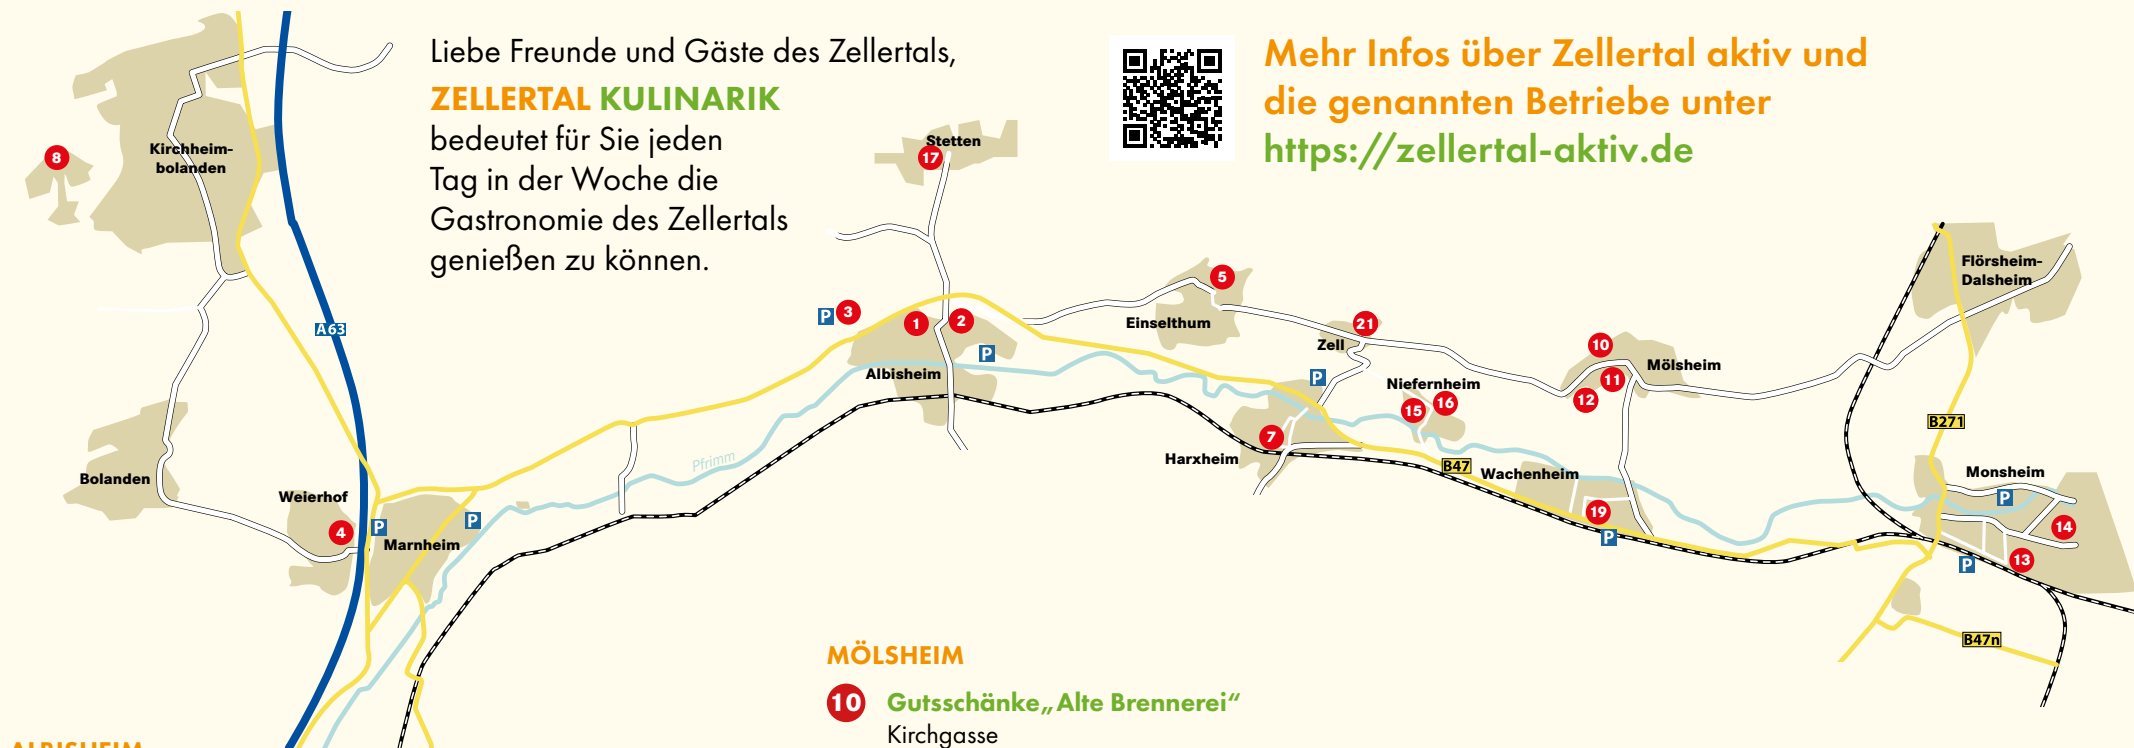 Liebe Freunde und Gäste des Zellertals,
ZELLERTAL KULINARIK
bedeutet für Sie jeden
Tag in der Woche die
Gastronomie des Zellertals
genießen zu können.
Mehr Infos über Zellertal aktiv und
die genannten Betriebe unter
https://zellertal-aktiv.de
8
Kirchheim-
bolanden
A63
Bolanden
Weierhof
4
P
Marnheim
P
Pfrimm
Stetten
17
P
3
1
2
P
Albisheim
5
Einselthum
21
Zell
P
Niefernheim
15
16
7
Harxheim
B47
10
Mölsheim
11
12
Wachenheim
19
P
Flörsheim-
Dalsheim
B271
Monsheim
P
14
13
P
B47n
MÖLSHEIM
10
Gutsschänke„Alte Brennerei“
Kirchgasse
ALBISHEIM